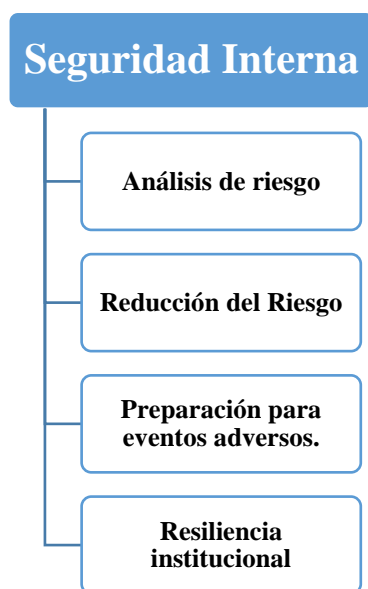 Seguridad Interna
Análisis de riesgo
Reducción del Riesgo
Preparación para
eventos adversos.
Resiliencia
institucional